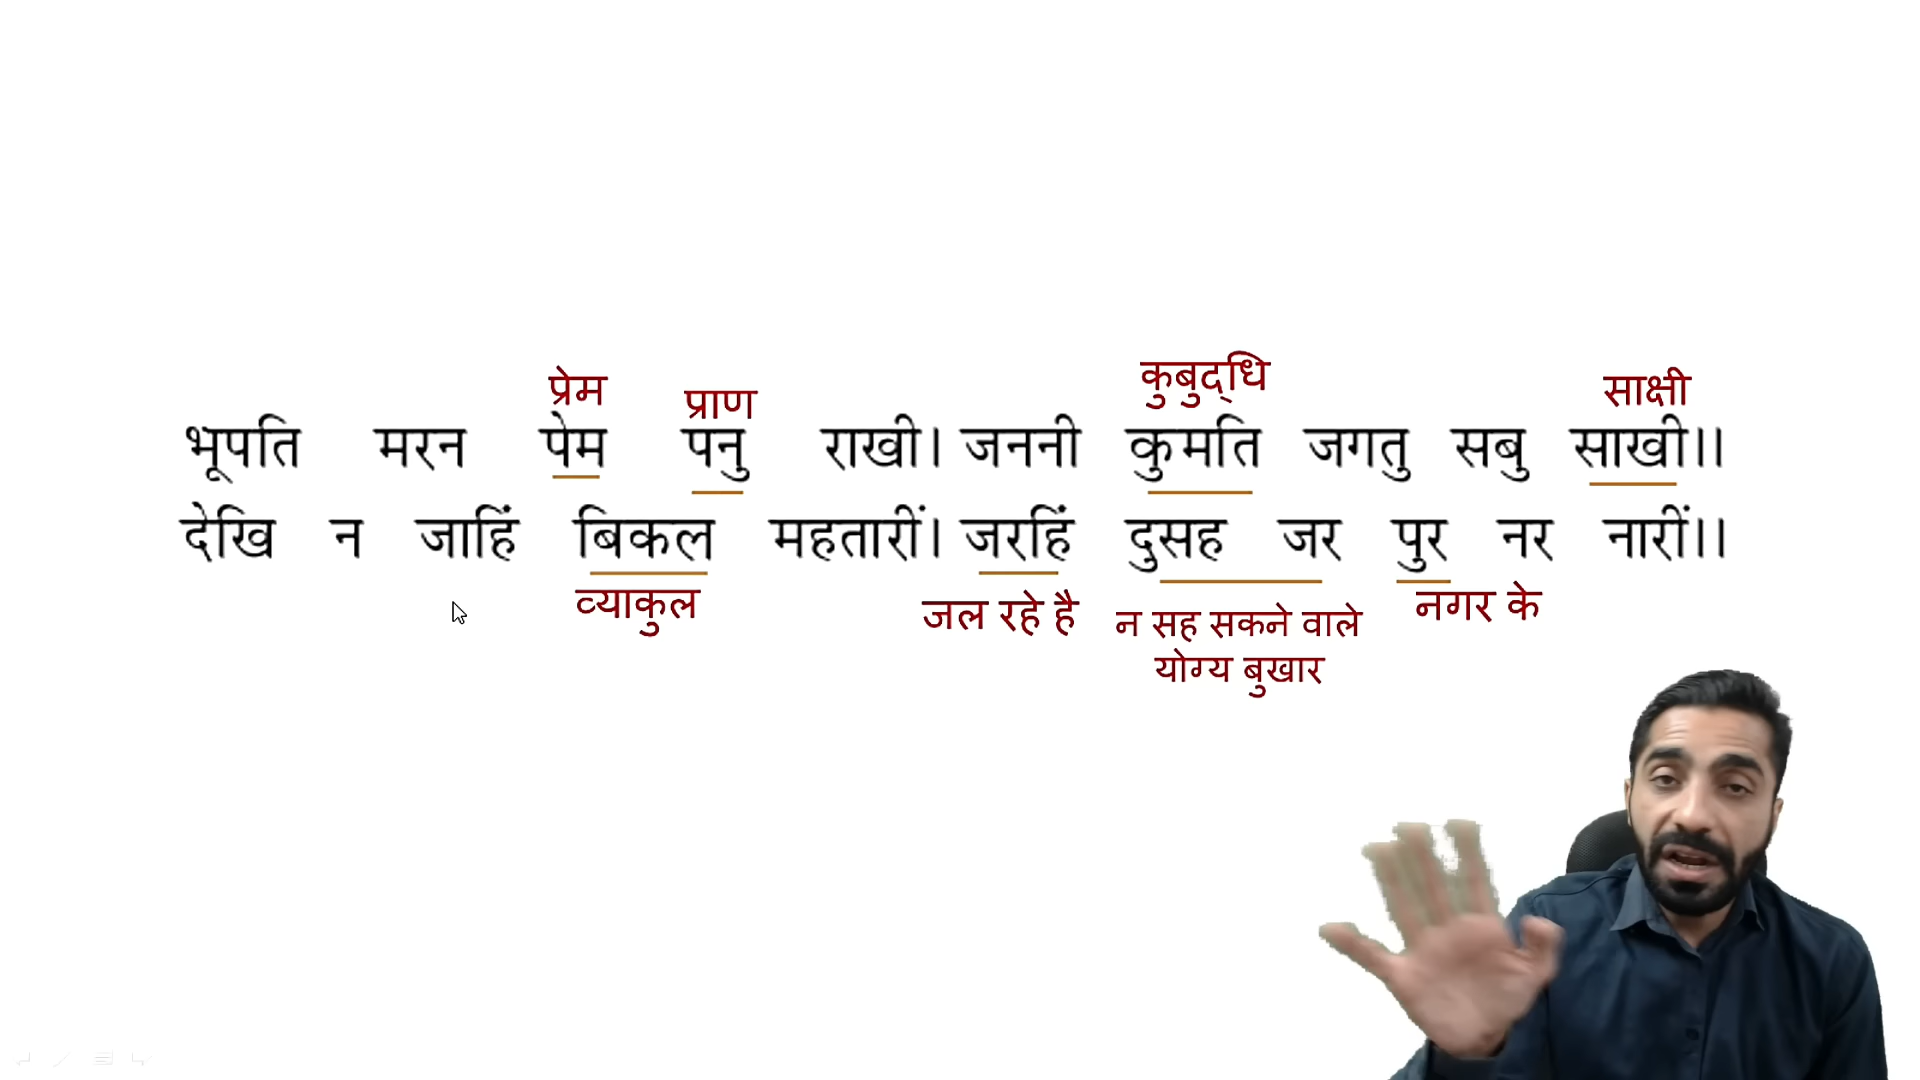 प्रेम प्राण कुबुद्धि साक्षी
भूपति मरन पेम पनु राखी। जननी कुमति जगतु सबु साखी।।
देखि न जाहिं बिकल महतारीं। जरहिं दुसह जर पुर नर नारीं।।
व्याकुल जल रहे है न सह सकने वाले नगर के
योग्य बुखार